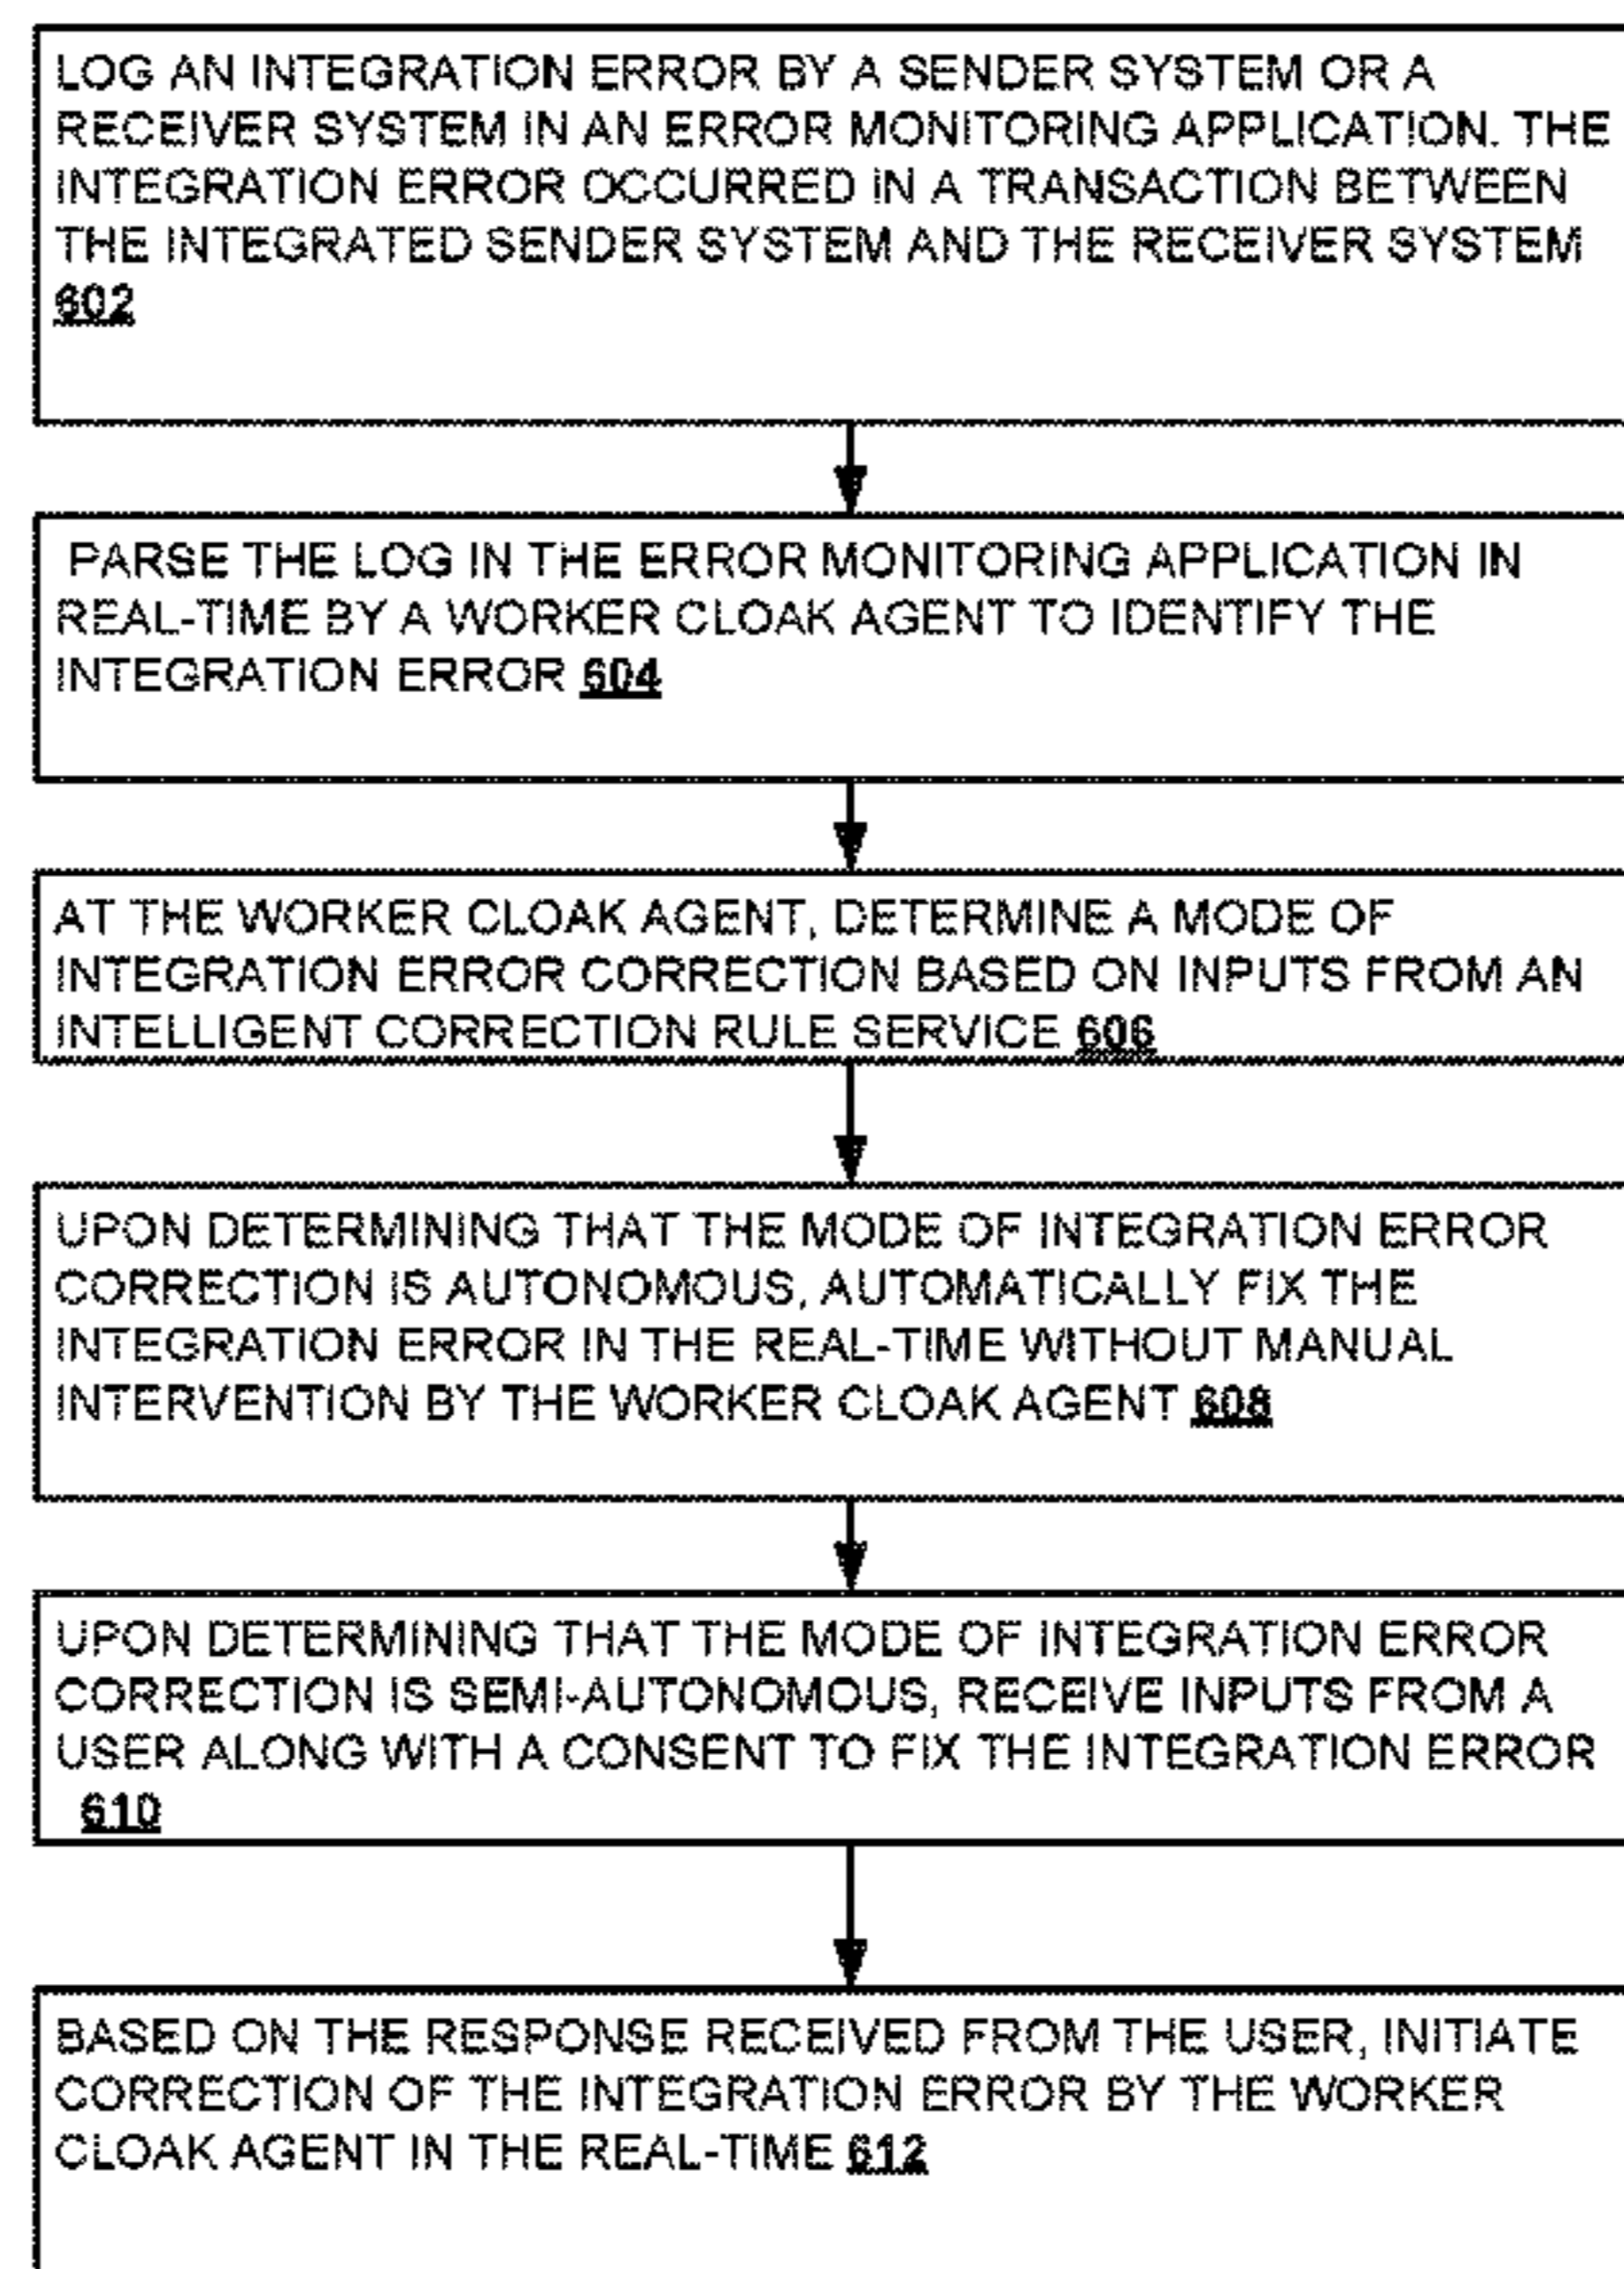 LOG AN INTEGRATION ERROR BY A SENDER SYSTEM OR A
RECEIVER SYSTEM IN AN ERROR MONITORING APPLICATION. THE
INTEGRATION ERROR OCCURRED IN A TRANSACTION BETWEEN
THE INTEGRATED SENDER SYSTEM AND THE RECEIVER SYSTEM
602
PARSE THE LOG IN THE ERROR MONITORING APPLICATION IN
REAL-TIME BY A WORKER CLOAK AGENT TO IDENTIFY THE
INTEGRATION ERROR 604
AT THE WORKER CLOAK AGENT, DETERMINE A MODE OF
INTEGRATION ERROR CORRECTION BASED ON INPUTS FROM AN
INTELLIGENT CORRECTION RULE SERVICE 606
UPON DETERMINING THAT THE MODE OF INTEGRATION ERROR
CORRECTION IS AUTONOMOUS, AUTOMATICALLY FIX THE
INTEGRATION ERROR IN THE REAL-TIME WITHOUT MANUAL
INTERVENTION BY THE WORKER CLOAK AGENT 608
UPON DETERMINING THAT THE MODE OF INTEGRATION ERROR
CORRECTION IS SEMI-AUTONOMOUS, RECEIVE INPUTS FROM A
USER ALONG WITH A CONSENT TO FIX THE INTEGRATION ERROR
610
BASED ON THE RESPONSE RECEIVED FROM THE USER, INITIATE
CORRECTION OF THE INTEGRATION ERROR BY THE WORKER
CLOAK AGENT IN THE REAL-TIME 612